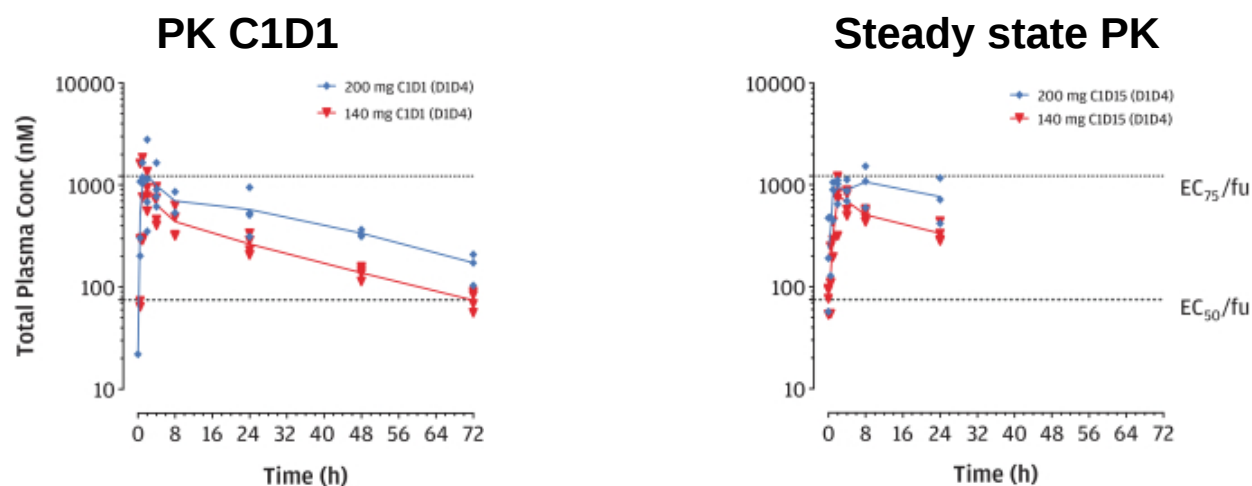 PK C1D1
Steady state PK
Total Plasma Conc (nM)
10000
1000
100
10
200 mg C1D1 (D1D4)
140 mg C1D1 (D1D4)
0 8 16 24 32 40 48 56 64 72
Time (h)
10000
1000
100
10
200 mg C1D15 (D1D4)
140 mg C1D15 (D1D4)
EC75/fu
EC50/fu
0 8 16 24 32 40 48 56 64 72
Time (h)